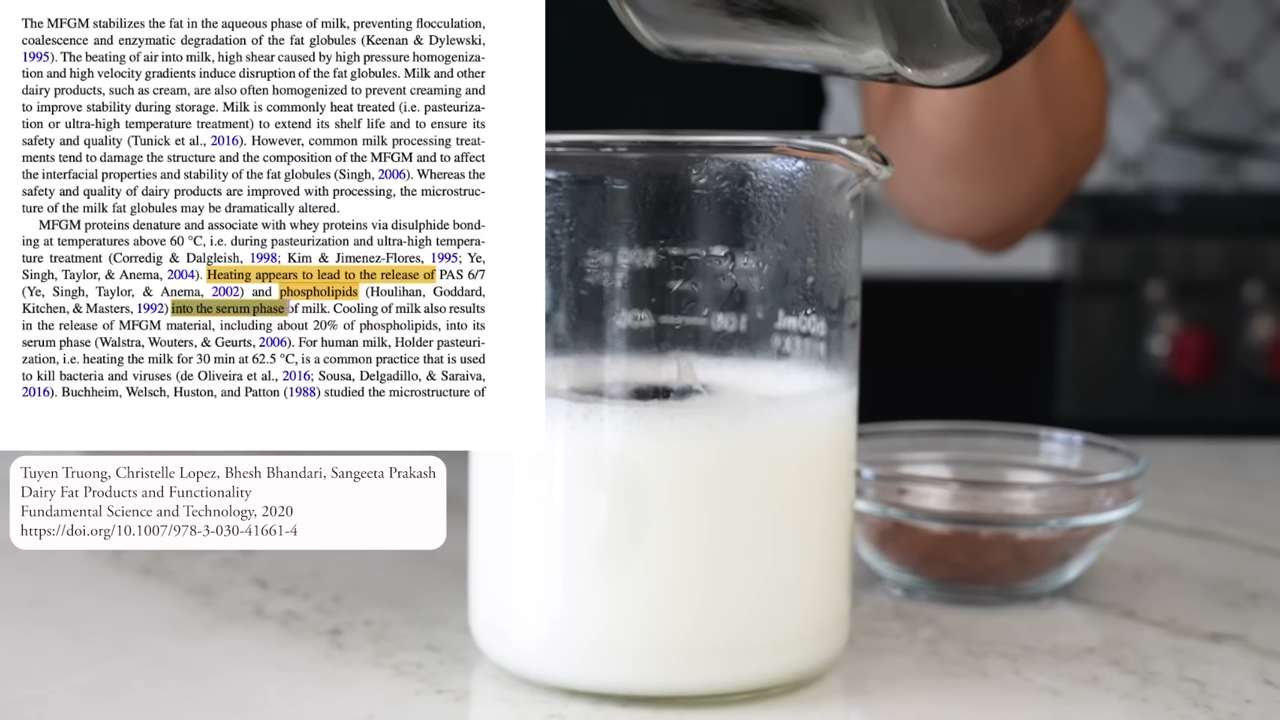 The MFGM stabilizes the fat in the aqueous phase of milk, preventing flocculation,
coalescence and enzymatic degradation of the fat globules (Keenan & Dylewski,
1995). The beating of air into milk, high shear caused by high pressure homogeniza-
tion and high velocity gradients induce disruption of the fat globules. Milk and other
dairy products, such as cream, are also often homogenized to prevent creaming and
to improve stability during storage. Milk is commonly heat treated (i.e. pasteuriza-
tion or ultra-high temperature treatment) to extend its shelf life and to ensure its
safety and quality (Tunick et al., 2016). However, common milk processing treat-
ments tend to damage the structure and the composition of the MFGM and to affect
the interfacial properties and stability of the fat globules (Singh, 2006). Whereas the
safety and quality of dairy products are improved with processing, the microstruc-
ture of the milk fat globules may be dramatically altered.
MFGM proteins denature and associate with whey proteins via disulphide bond-
ing at temperatures above 60 °C, i.e. during pasteurization and ultra-high tempera-
ture treatment (Corredig & Dalgleish, 1998; Kim & Jimenez-Flores, 1995; Ye,
Singh, Taylor, & Anema, 2004). Heating appears to lead to the release of PAS 6/7
(Ye, Singh, Taylor, & Anema, 2002) and phospholipids (Houlihan, Goddard,
Kitchen, & Masters, 1992) into the serum phase of milk. Cooling of milk also results
in the release of MFGM material, including about 20% of phospholipids, into its
serum phase (Walstra, Wouters, & Geurts, 2006). For human milk, Holder pasteuri-
zation, i.e. heating the milk for 30 min at 62.5 °C, is a common practice that is used
to kill bacteria and viruses (de Oliveira et al., 2016; Sousa, Delgadillo, & Saraiva,
2016). Buchheim, Welsch, Huston, and Patton (1988) studied the microstructure of
Tuyen Truong, Christelle Lopez, Bhesh Bhandari, Sangeeta Prakash
Dairy Fat Products and Functionality
Fundamental Science and Technology, 2020
https://doi.org/10.1007/978-3-030-41661-4
600mL